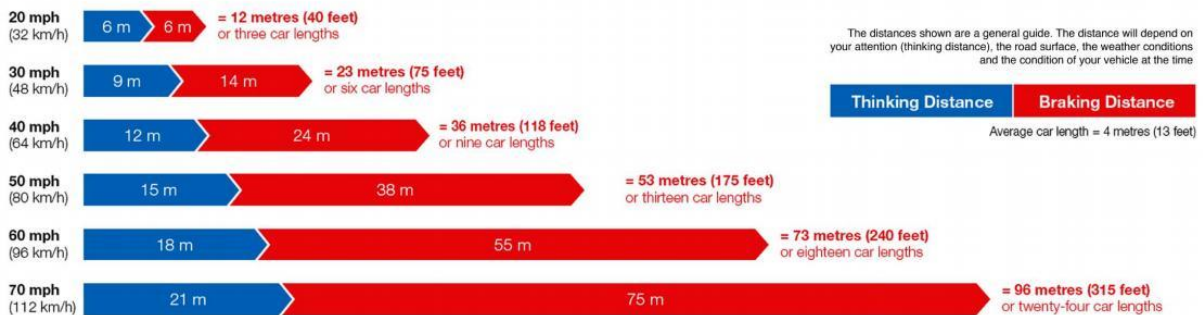 20 mph
(32 km/h)
6 m
6 m
= 12 metres (40 feet)
or three car lengths
The distances shown are a general guide. The distance will depend on
your attention (thinking distance), the road surface, the weather conditions
and the condition of your vehicle at the time
30 mph
(48 km/h)
9 m
14 m
= 23 metres (75 feet)
or six car lengths
Thinking Distance
Braking Distance
Average car length = 4 metres (13 feet)
40 mph
(64 km/h)
12 m
24 m
= 36 metres (118 feet)
or nine car lengths
50 mph
(80 km/h)
15 m
38 m
= 53 metres (175 feet)
or thirteen car lengths
60 mph
(96 km/h)
18 m
55 m
= 73 metres (240 feet)
or eighteen car lengths
70 mph
(112 km/h)
21 m
75 m
= 96 metres (315 feet)
or twenty-four car lengths